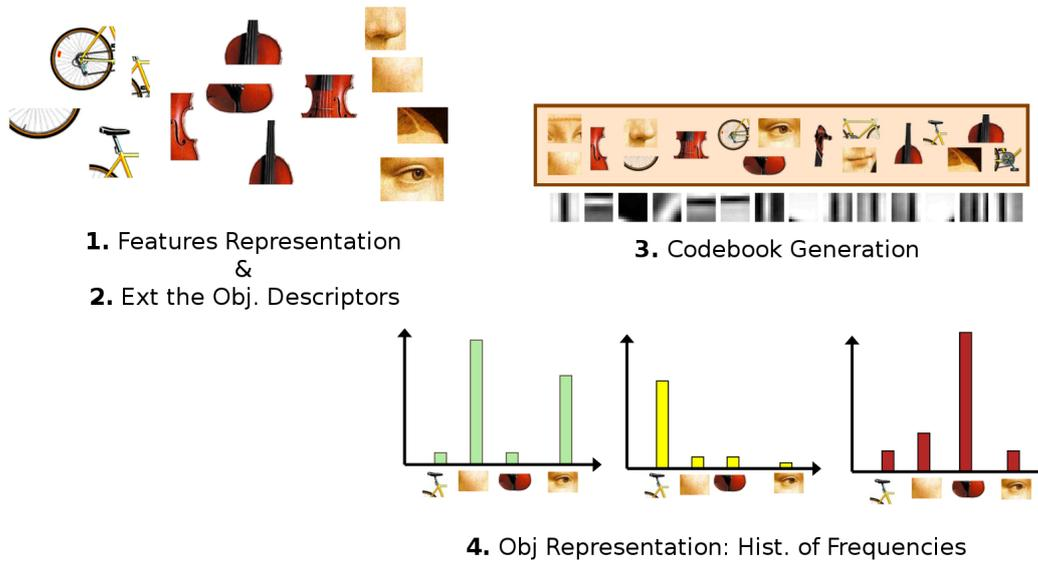 1. Features Representation
&
2. Ext the Obj. Descriptors
3. Codebook Generation
4. Obj Representation: Hist. of Frequencies